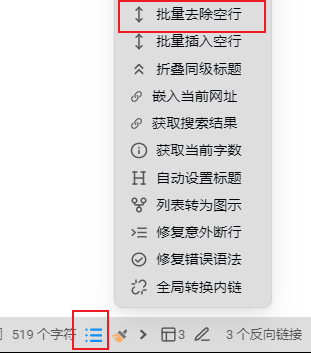 批量去除空行
批量插入空行
折叠同级标题
嵌入当前网址
获取搜索结果
获取当前字数
自动设置标题
列表转为图示
修复意外断行
修复错误语法
全局转换内链
519 个字符 3 3 个反向链接